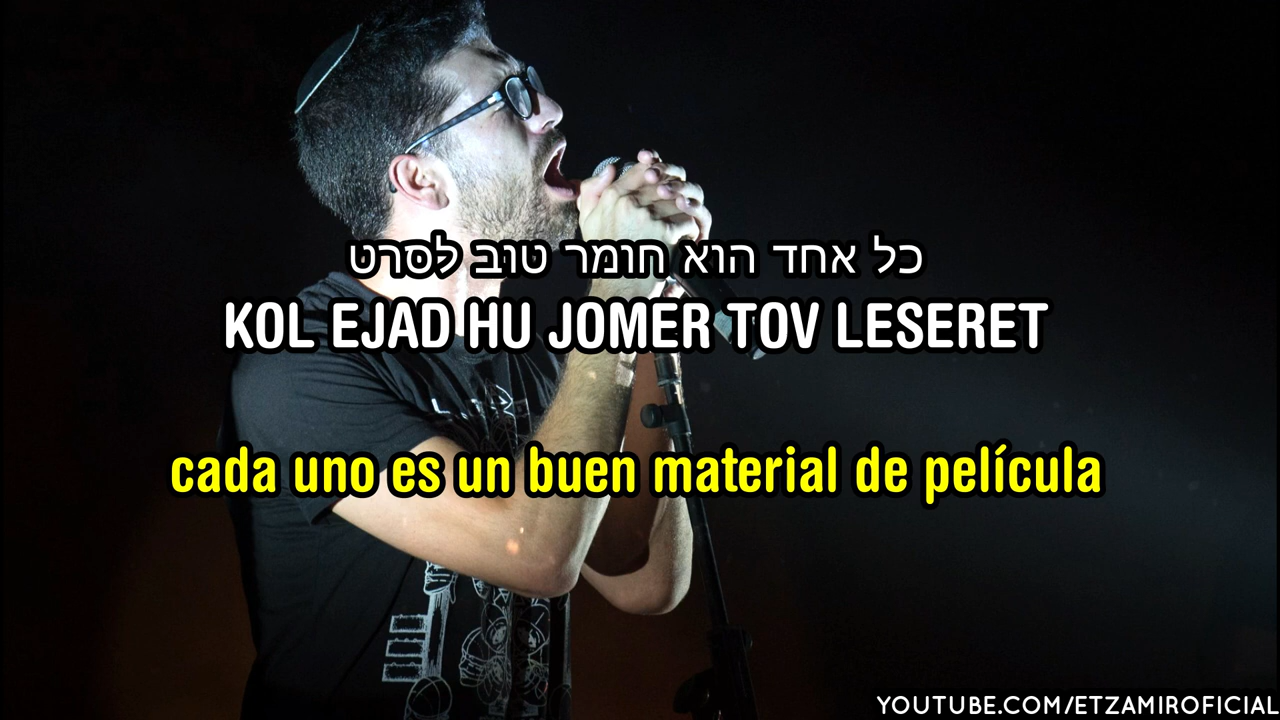 כל אחד הוא חומר טוב לסרט
KOL EJAD HU JOMER TOV LESERET
cada uno es un buen material de película
YOUTUBE.COM/ETZAMIROFICIAL